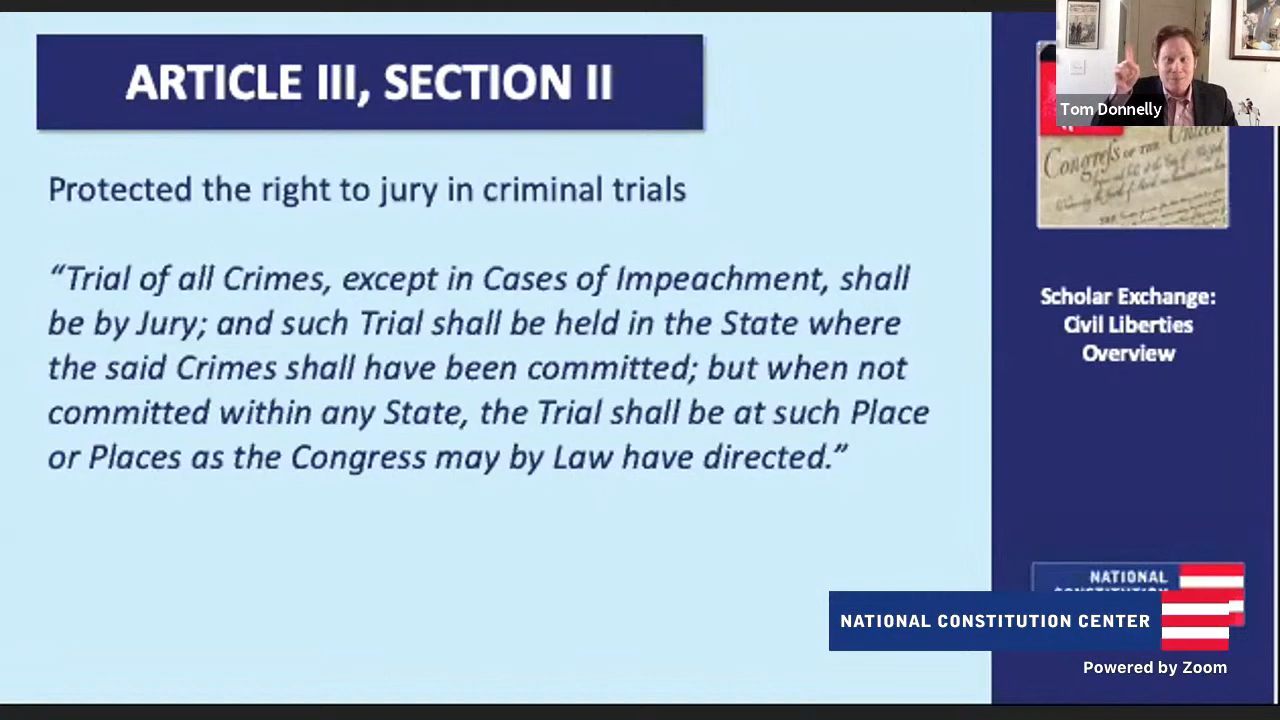 ARTICLE III, SECTION II
Protected the right to jury in criminal trials
“Trial of all Crimes, except in Cases of Impeachment, shall
be by Jury; and such Trial shall be held in the State where
the said Crimes shall have been committed; but when not
committed within any State, the Trial shall be at such Place
or Places as the Congress may by Law have directed.”
Tom Donnelly
Congress OF THE United
Scholar Exchange:
Civil Liberties
Overview
NATIONAL
NATIONAL CONSTITUTION CENTER
Powered by Zoom